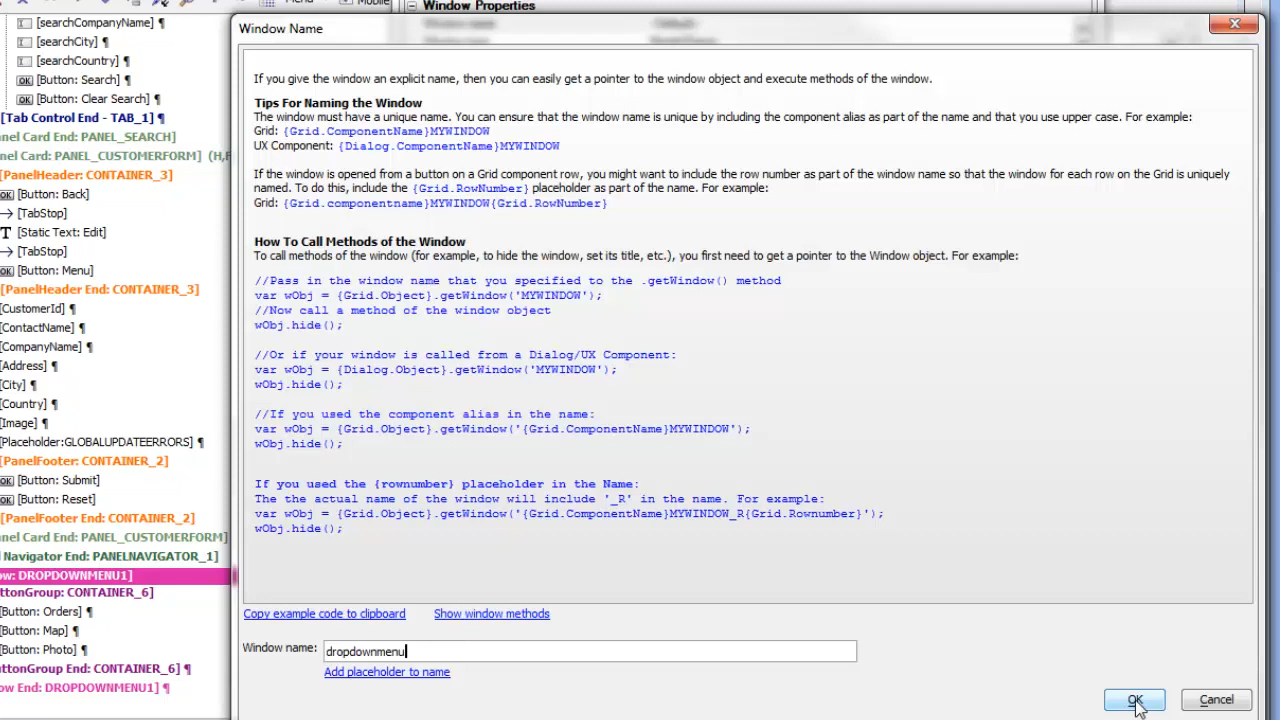 Menu
Mobile
Window Properties
[searchCompanyName] ¶
[searchCity] ¶
[searchCountry] ¶
OK [Button: Search] ¶
OK [Button: Clear Search] ¶
[Tab Control End - TAB_1] ¶
nel Card End: PANEL_SEARCH]
nel Card: PANEL_CUSTOMERFORM] (H,F
[PanelHeader: CONTAINER_3]
OK [Button: Back]
[TabStop]
T [Static Text: Edit]
[TabStop]
OK [Button: Menu]
[PanelHeader End: CONTAINER_3]
[CustomerId] ¶
[ContactName] ¶
[CompanyName] ¶
[Address] ¶
[City] ¶
[Country] ¶
[Image] ¶
[Placeholder:GLOBALUPDATEERRORS] ¶
[PanelFooter: CONTAINER_2]
OK [Button: Submit]
OK [Button: Reset]
[PanelFooter End: CONTAINER_2]
nel Card End: PANEL_CUSTOMERFORM]
l Navigator End: PANELNAVIGATOR_1]
ow: DROPDOWNMENU1]
ttonGroup: CONTAINER_6]
[Button: Orders] ¶
[Button: Map] ¶
[Button: Photo] ¶
uttonGroup End: CONTAINER_6] ¶
ow End: DROPDOWNMENU1] ¶
Window Name
If you give the window an explicit name, then you can easily get a pointer to the window object and execute methods of the window.
Tips For Naming the Window
The window must have a unique name. You can ensure that the window name is unique by including the component alias as part of the name and that you use upper case. For example:
Grid: {Grid.ComponentName}MYWINDOW
UX Component: {Dialog.ComponentName}MYWINDOW
If the window is opened from a button on a Grid component row, you might want to include the row number as part of the window name so that the window for each row on the Grid is uniquely
named. To do this, include the {Grid.RowNumber} placeholder as part of the name. For example:
Grid: {Grid.componentname}MYWINDOW{Grid.RowNumber}
How To Call Methods of the Window
To call methods of the window (for example, to hide the window, set its title, etc.), you first need to get a pointer to the Window object. For example:
//Pass in the window name that you specified to the .getWindow() method
var wObj = {Grid.Object}.getWindow('MYWINDOW');
//Now call a method of the window object
wObj.hide();
//Or if your window is called from a Dialog/UX Component:
var wObj = {Dialog.Object}.getWindow('MYWINDOW');
wObj.hide();
//If you used the component alias in the name:
var wObj = {Grid.Object}.getWindow('{Grid.ComponentName}MYWINDOW');
wObj.hide();
If you used the {rownumber} placeholder in the Name:
The the actual name of the window will include '_R' in the name. For example:
var wObj = {Grid.Object}.getWindow('{Grid.ComponentName}MYWINDOW_R{Grid.Rownumber}');
wObj.hide();
Copy example code to clipboard
Show window methods
Window name: dropdownmenu
Add placeholder to name
OK
Cancel